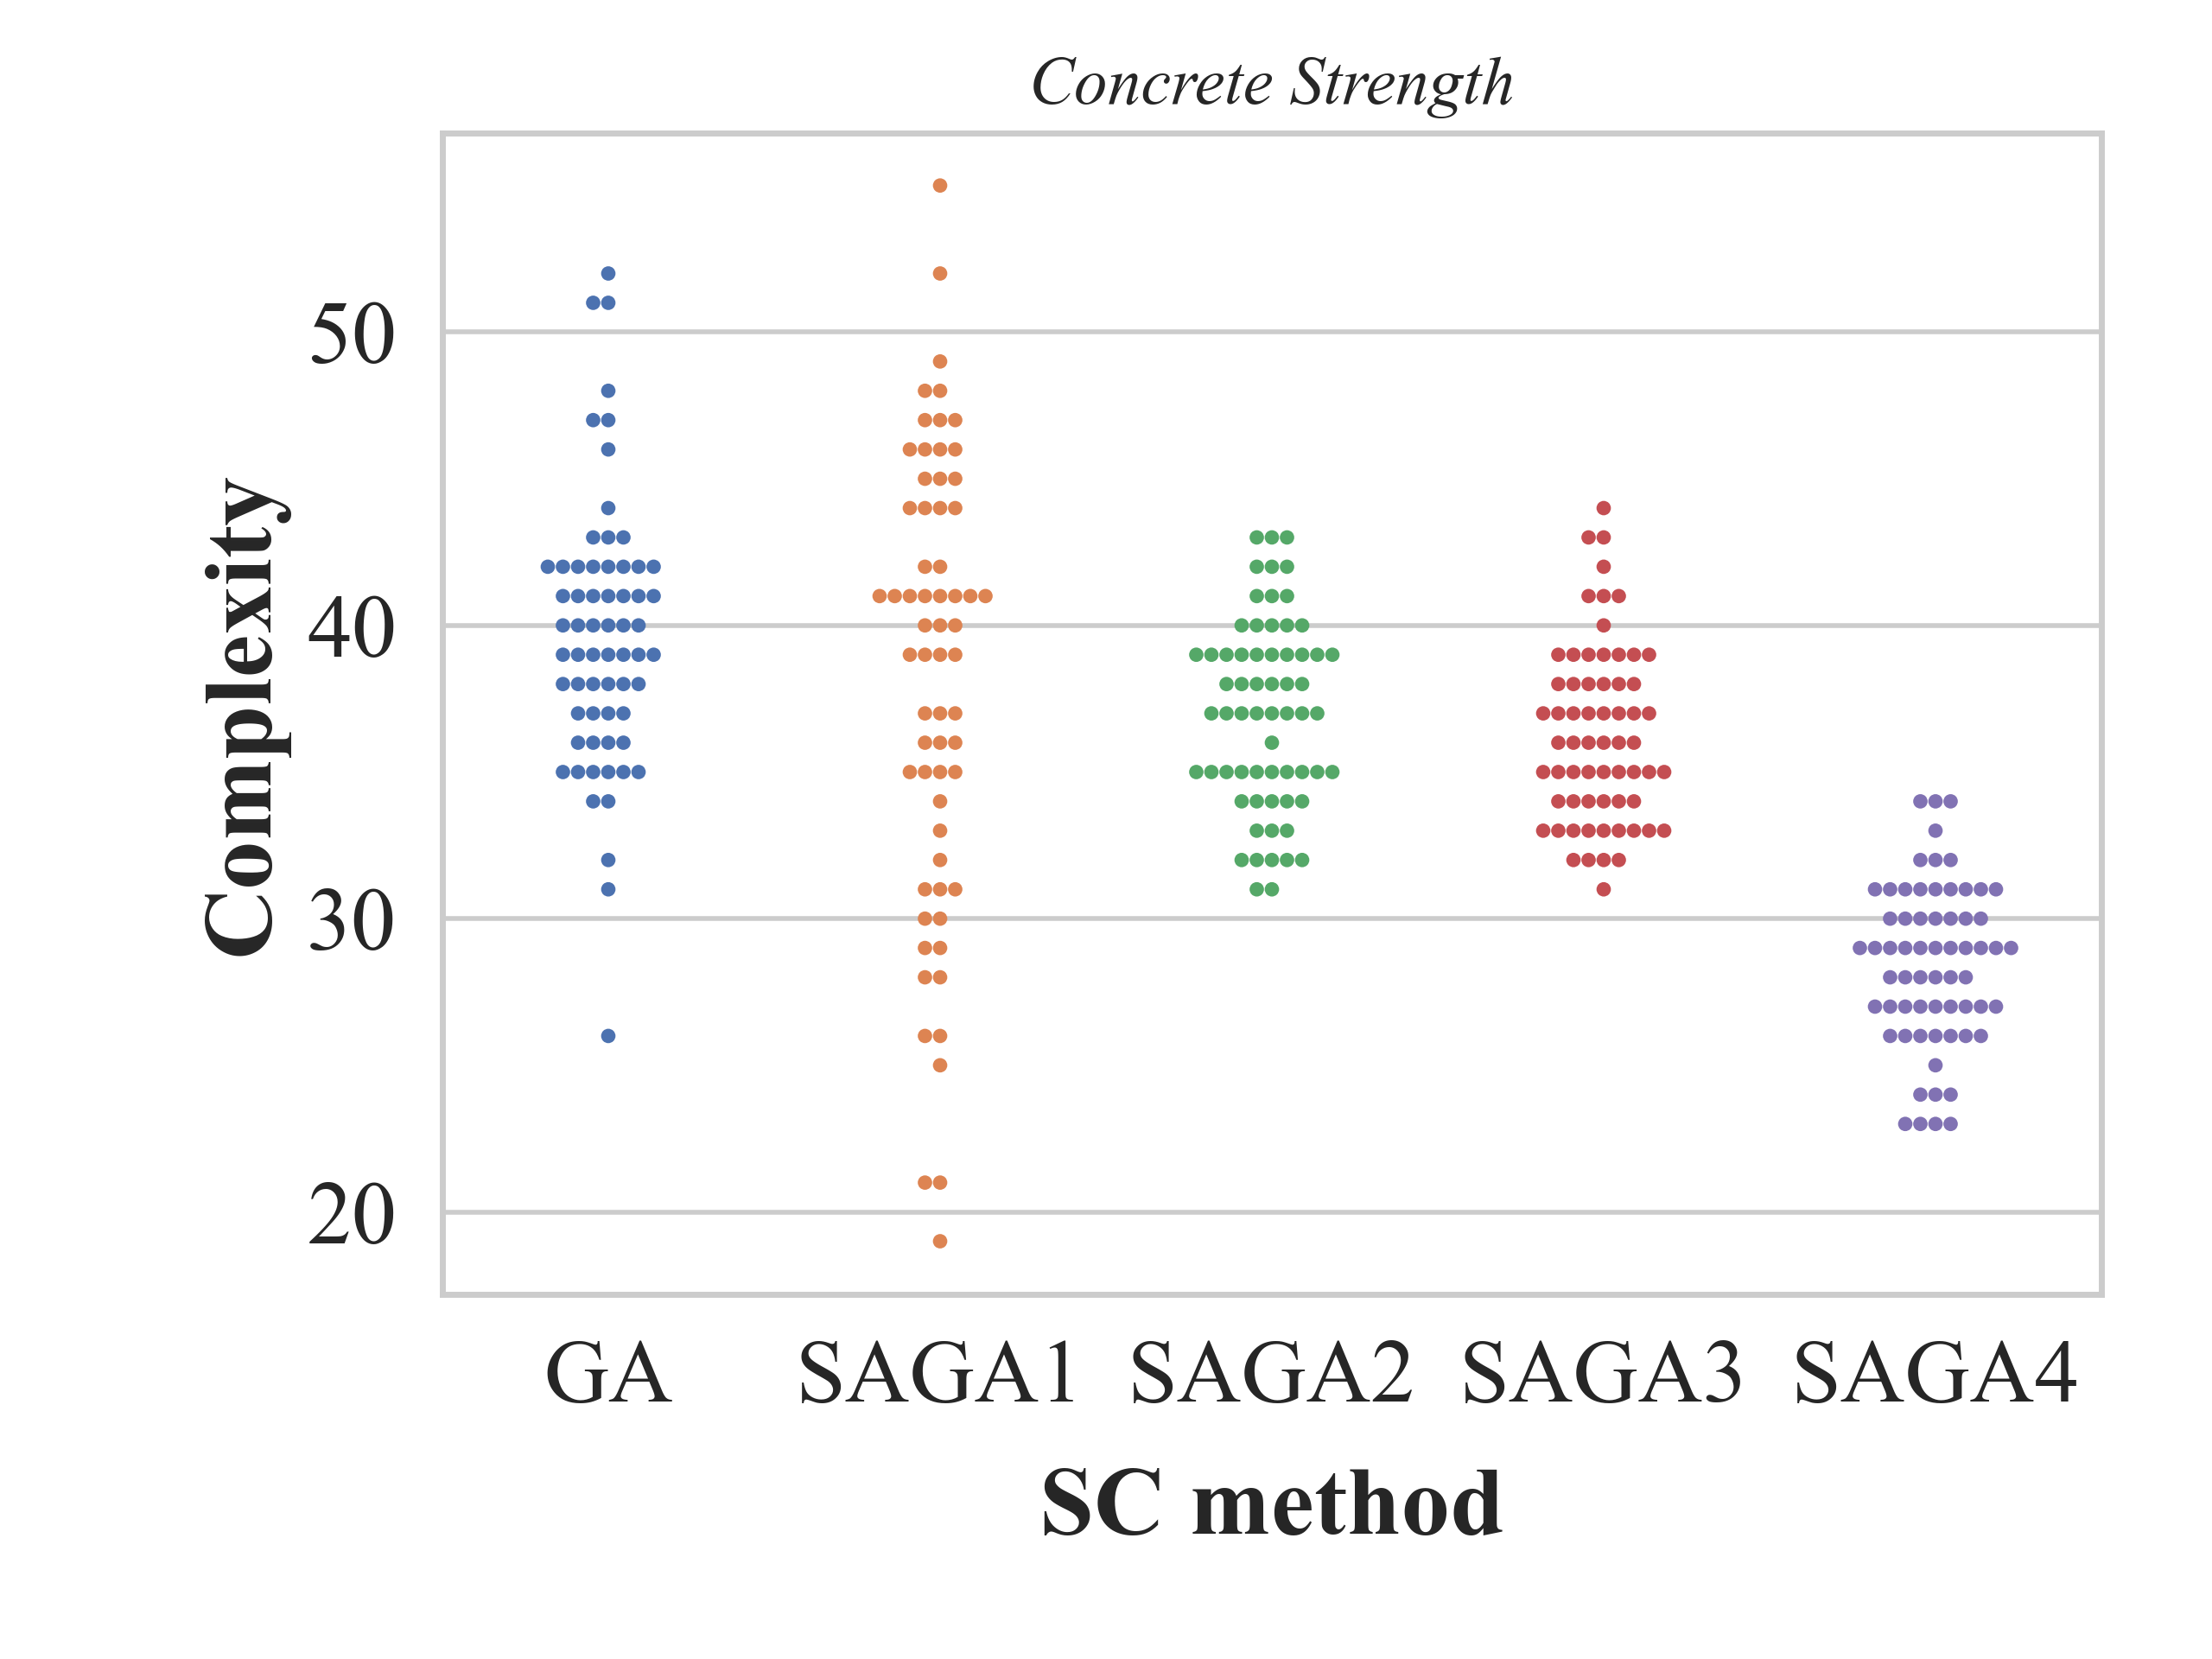 Concrete Strength
50
40
30
20
Complexity
GA SAGA1 SAGA2 SAGA3 SAGA4
SC method